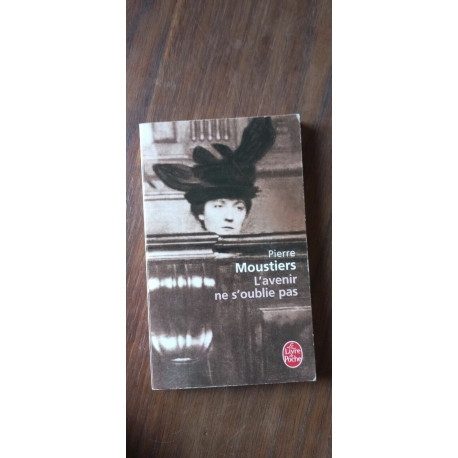 Pierre
Moustiers
L'avenir
ne s'oublie pas
Le
Livre
de
Poche